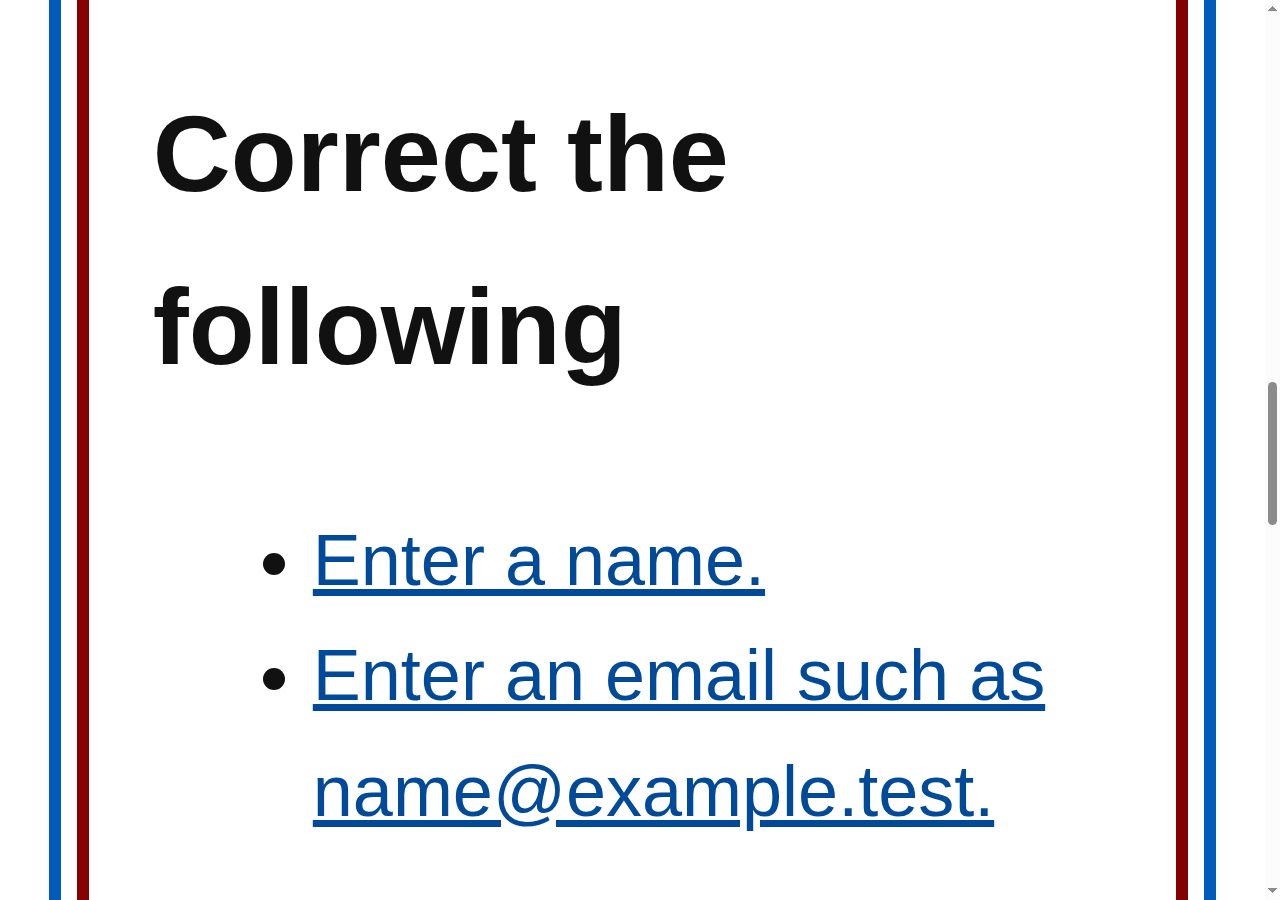 Correct the
following
Enter a name.
Enter an email such as
name@example.test.